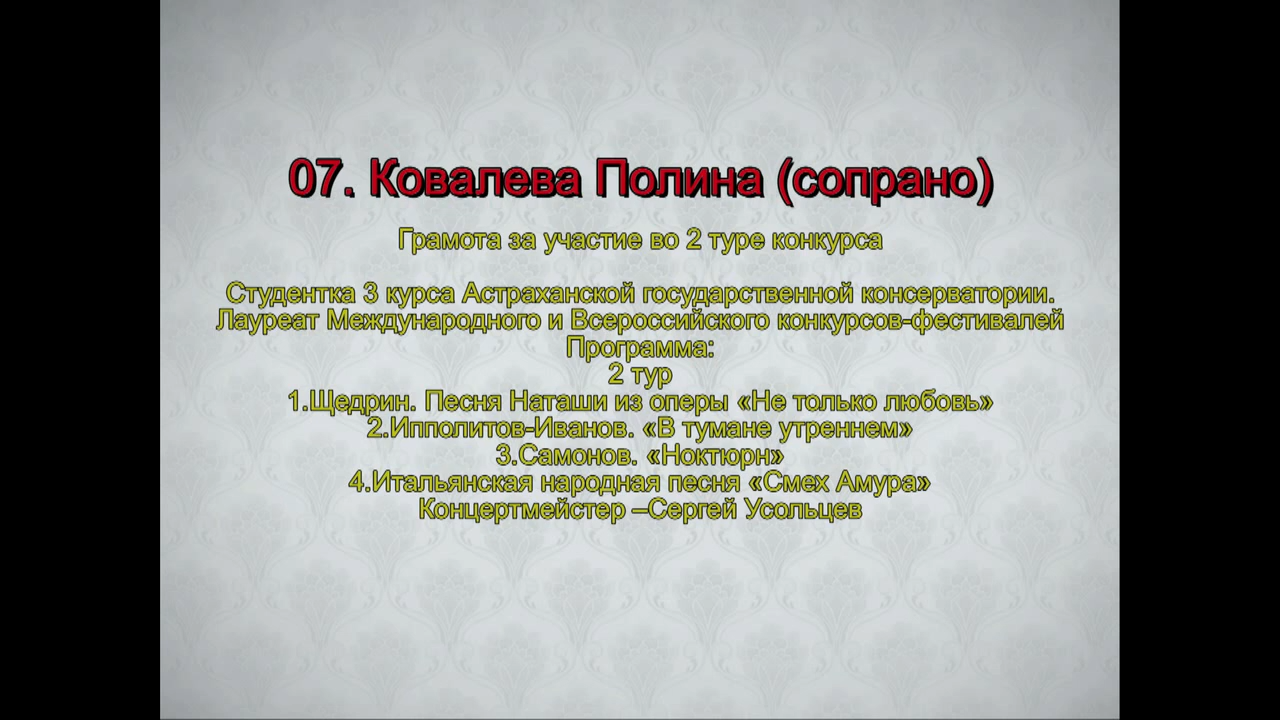 07. Ковалева Полина (сопрано)
Грамота за участие во 2 туре конкурса
Студентка 3 курса Астраханской государственной консерватории.
Лауреат Международного и Всероссийского конкурсов-фестивалей
Программа:
2 тур
1.Щедрин. Песня Наташи из оперы «Не только любовь»
2.Ипполитов-Иванов. «В тумане утреннем»
3.Самонов. «Ноктюрн»
4.Итальянская народная песня «Смех Амура»
Концертмейстер –Сергей Усольцев